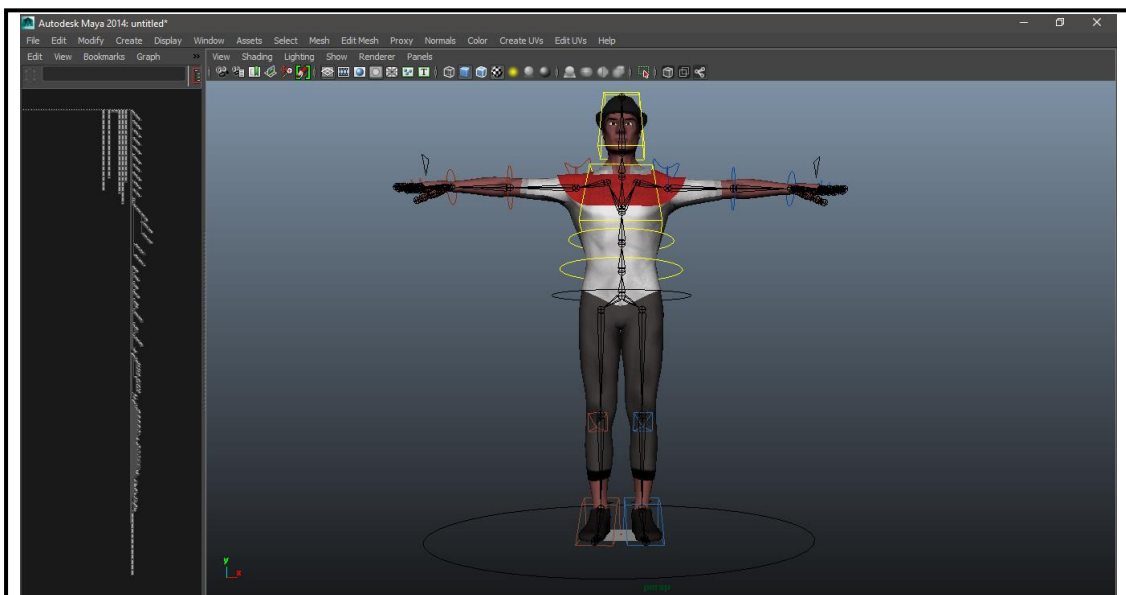 Autodesk Maya 2014: untitled*
File Edit Modify Create Display Window Assets Select Mesh Edit Mesh Proxy Normals Color Create UVs Edit UVs Help
Edit View Bookmarks Graph » View Shading Lighting Show Renderer Panels
y
x
persp